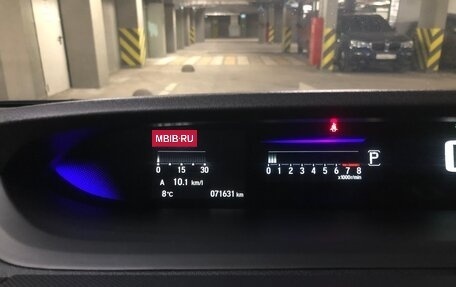 MBIB·RU
0 15 30
0 1 2 3 4 5 6 7 8
P
x1000r/min
A 10.1 km/l
8°C 071631 km